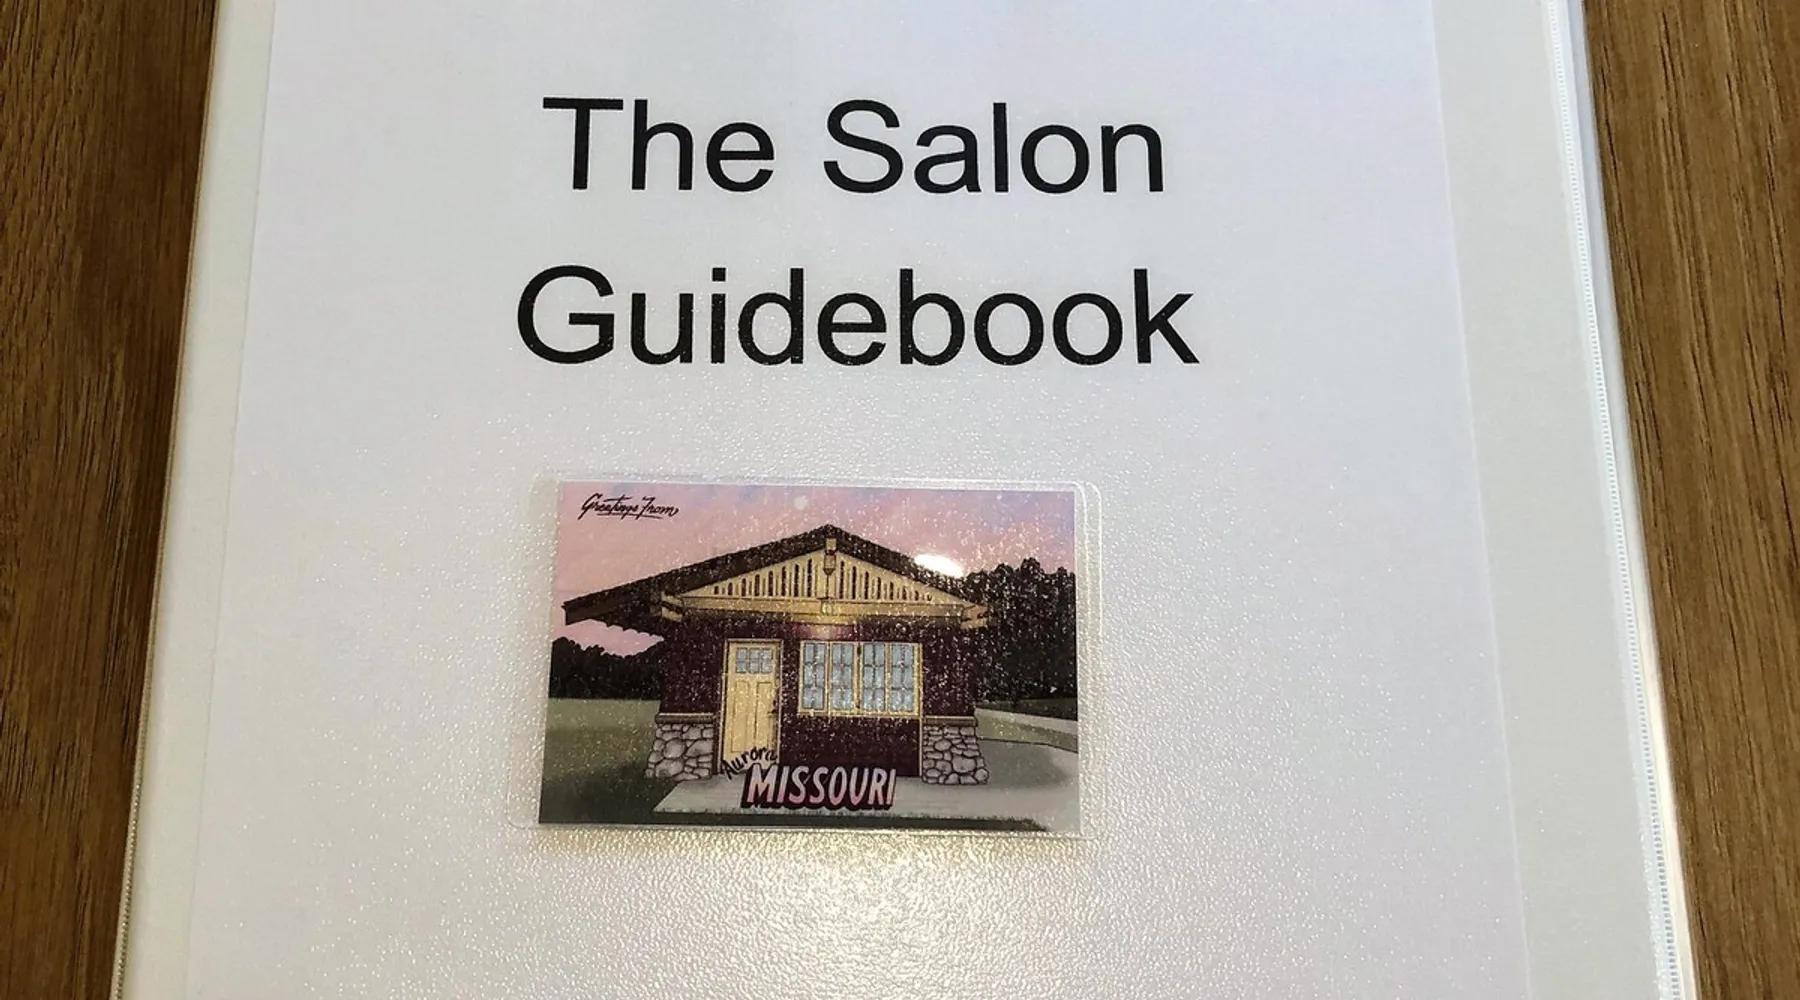 The Salon
Guidebook
Greetings From
Aurora
MISSOURI